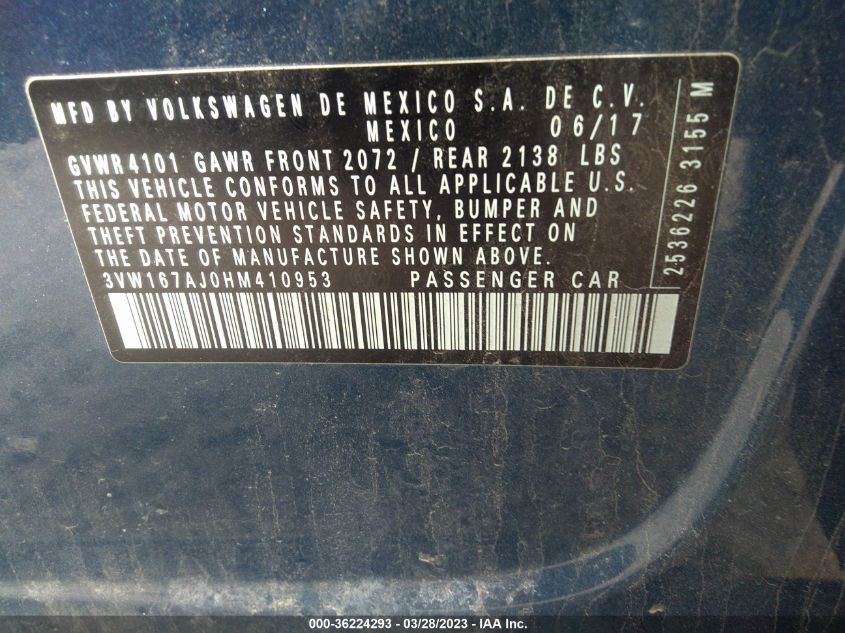 MFD BY VOLKSWAGEN DE MEXICO S.A. DE C.V.
MEXICO 06/17
GVWR4101 GAWR FRONT 2072 / REAR 2138 LBS
THIS VEHICLE CONFORMS TO ALL APPLICABLE U.S.
FEDERAL MOTOR VEHICLE SAFETY, BUMPER AND
THEFT PREVENTION STANDARDS IN EFFECT ON
THE DATE OF MANUFACTURE SHOWN ABOVE.
3VW167AJ0HM410953 PASSENGER CAR
2536226 3155 M
000-36224293 — 03/28/2023 — IAA Inc.